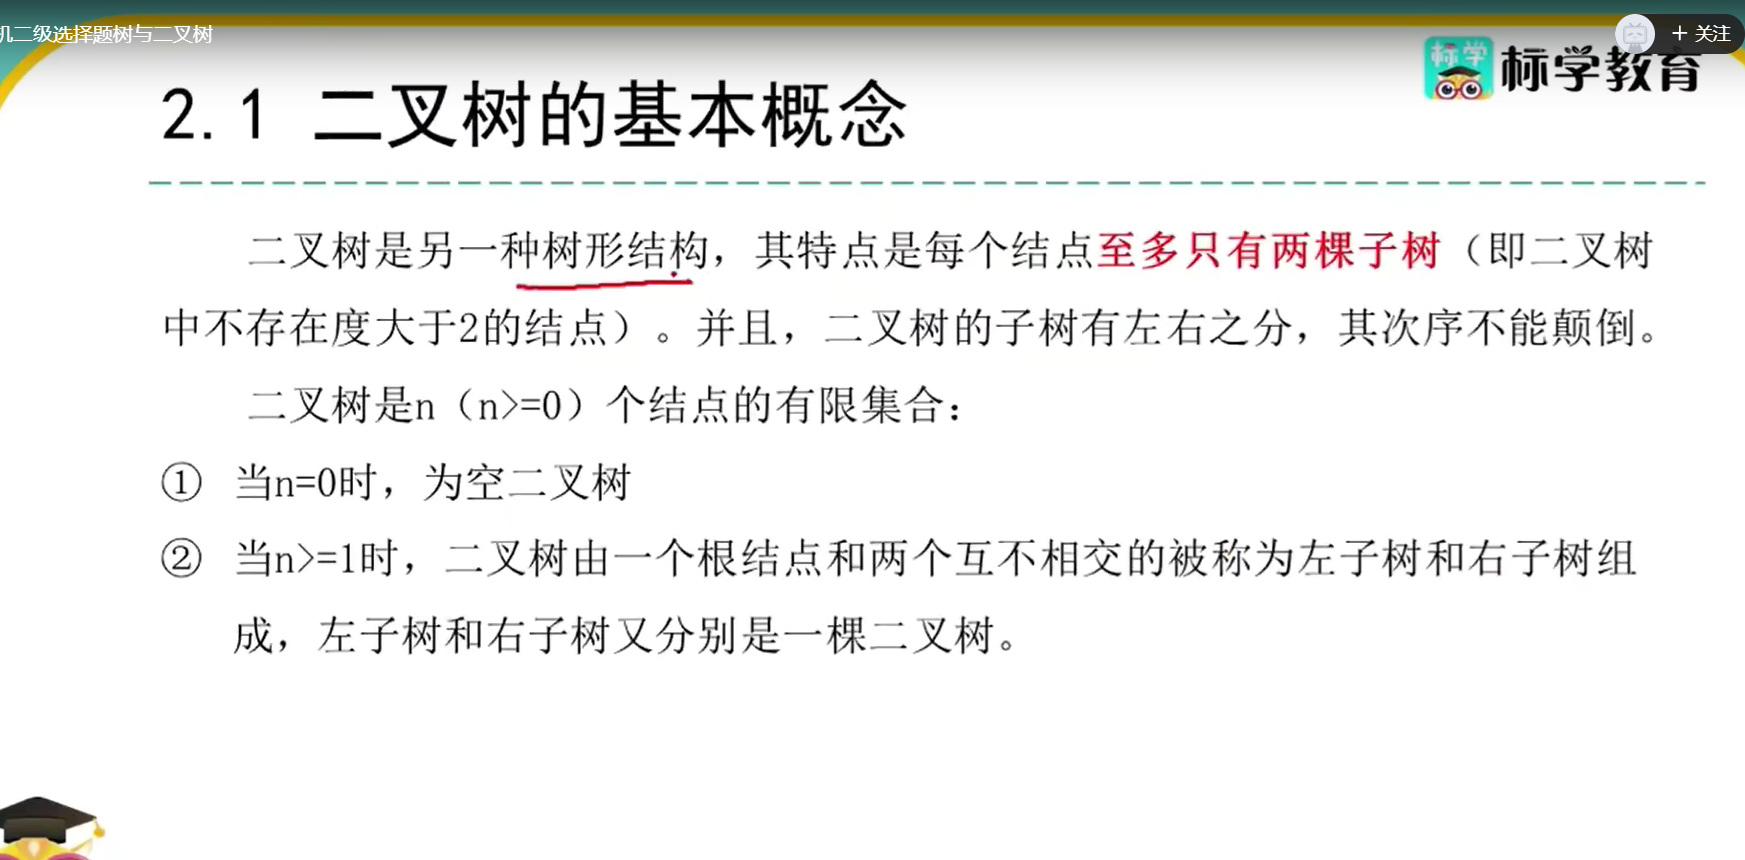 机二级选择题树与二叉树
+ 关注
标学
标学教育
2.1 二叉树的基本概念
二叉树是另一种树形结构，其特点是每个结点至多只有两棵子树（即二叉树
中不存在度大于2的结点）。并且，二叉树的子树有左右之分，其次序不能颠倒。
二叉树是n（n>=0）个结点的有限集合：
① 当n=0时，为空二叉树
② 当n>=1时，二叉树由一个根结点和两个互不相交的被称为左子树和右子树组
成，左子树和右子树又分别是一棵二叉树。